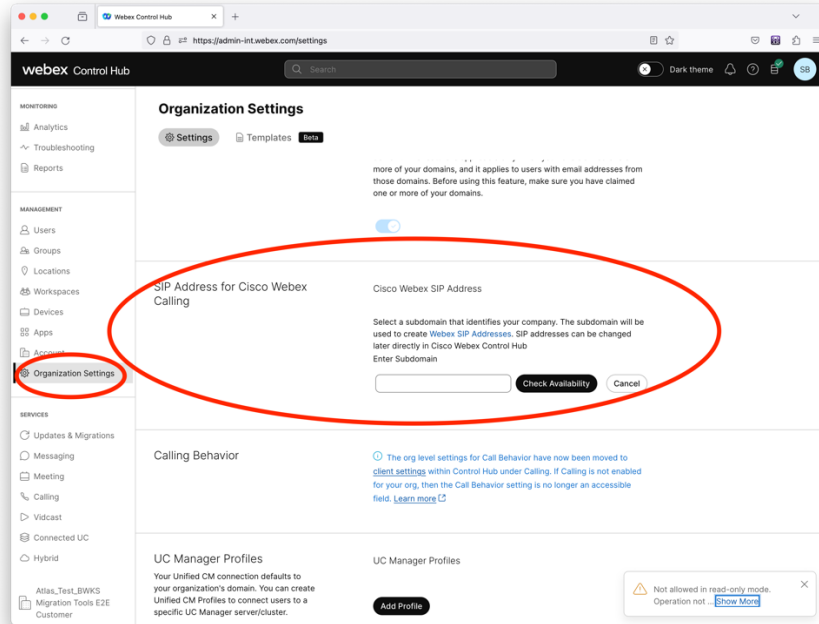 Webex Control Hub
https://admin-int.webex.com/settings
webex Control Hub
Search
Dark theme
SB
MONITORING
Analytics
Troubleshooting
Reports
MANAGEMENT
Users
Groups
Locations
Workspaces
Devices
Apps
Account
Organization Settings
SERVICES
Updates & Migrations
Messaging
Meeting
Calling
Vidcast
Connected UC
Hybrid
Atlas_Test_BWKS
Migration Tools E2E
Customer
Organization Settings
Settings
Templates
Beta
more of your domains, and it applies to users with email addresses from
those domains. Before using this feature, make sure you have claimed
one or more of your domains.
SIP Address for Cisco Webex
Calling
Cisco Webex SIP Address
Select a subdomain that identifies your company. The subdomain will be
used to create Webex SIP Addresses. SIP addresses can be changed
later directly in Cisco Webex Control Hub
Enter Subdomain
Check Availability
Cancel
Calling Behavior
The org level settings for Call Behavior have now been moved to
client settings within Control Hub under Calling. If Calling is not enabled
for your org, then the Call Behavior setting is no longer an accessible
field. Learn more
UC Manager Profiles
Your Unified CM connection defaults to
your organization's domain. You can create
Unified CM Profiles to connect users to a
specific UC Manager server/cluster.
UC Manager Profiles
Add Profile
Not allowed in read-only mode.
Operation not ... Show More